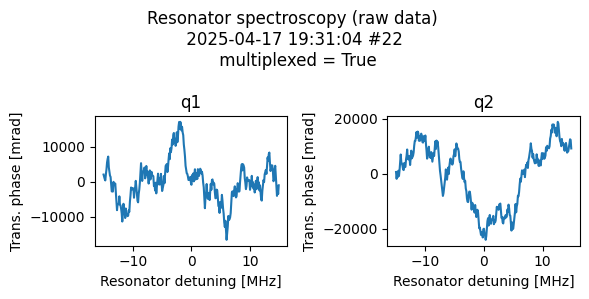 Resonator spectroscopy (raw data)
2025-04-17 19:31:04 #22
multiplexed = True
q1
q2
Trans. phase [mrad]
10000
0
−10000
−10
0
10
Resonator detuning [MHz]
Trans. phase [mrad]
20000
0
−20000
−10
0
10
Resonator detuning [MHz]